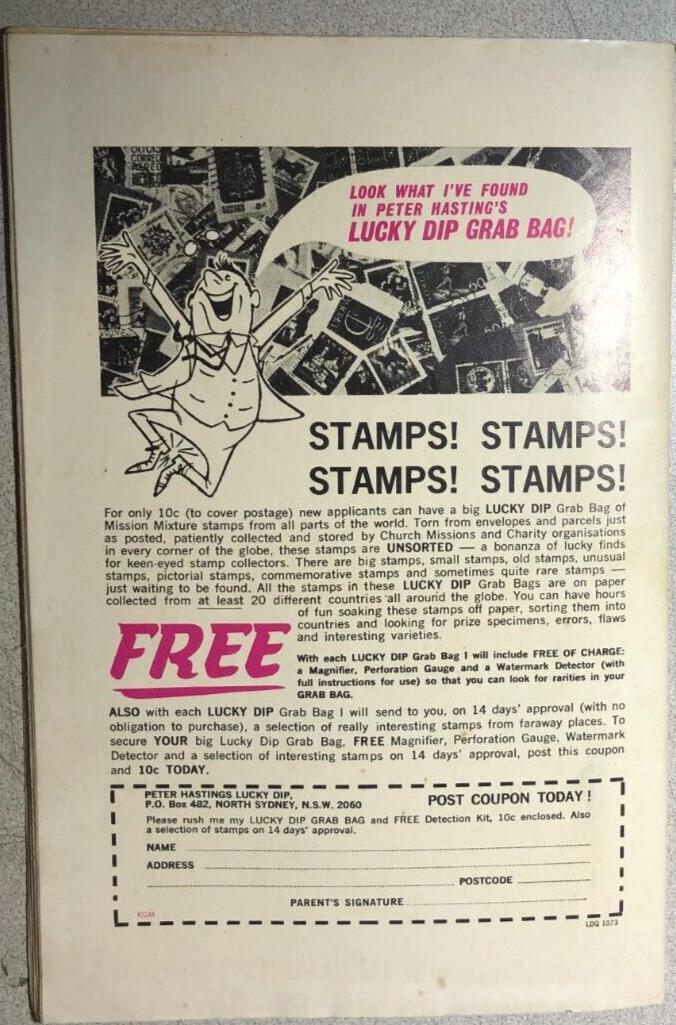 LOOK WHAT I'VE FOUND
IN PETER HASTING'S
LUCKY DIP GRAB BAG!
STAMPS! STAMPS!
STAMPS! STAMPS!
For only 10c (to cover postage) new applicants can have a big LUCKY DIP Grab Bag of
Mission Mixture stamps from all parts of the world. Torn from envelopes and parcels just
as posted, patiently collected and stored by Church Missions and Charity organisations
in every corner of the globe, these stamps are UNSORTED — a bonanza of lucky finds
for keen-eyed stamp collectors. There are big stamps, small stamps, old stamps, unusual
stamps, pictorial stamps, commemorative stamps and sometimes quite rare stamps —
just waiting to be found. All the stamps in these LUCKY DIP Grab Bags are on paper
collected from at least 20 different countries all around the globe. You can have hours
of fun soaking these stamps off paper, sorting them into
countries and looking for prize specimens, errors, flaws
and interesting varieties.
FREE
With each LUCKY DIP Grab Bag I will include FREE OF CHARGE:
a Magnifier, Perforation Gauge and a Watermark Detector (with
full instructions for use) so that you can look for rarities in your
GRAB BAG.
ALSO with each LUCKY DIP Grab Bag I will send to you, on 14 days' approval (with no
obligation to purchase), a selection of really interesting stamps from faraway places. To
secure YOUR big Lucky Dip Grab Bag, FREE Magnifier, Perforation Gauge, Watermark
Detector and a selection of interesting stamps on 14 days' approval, post this coupon
and 10c TODAY.
PETER HASTINGS LUCKY DIP,
P.O. Box 482, NORTH SYDNEY, N.S.W. 2060
POST COUPON TODAY!
Please rush me my LUCKY DIP GRAB BAG and FREE Detection Kit, 10c enclosed. Also
a selection of stamps on 14 days' approval.
NAME
ADDRESS
POSTCODE
PARENT'S SIGNATURE
KGM
LDQ 1073